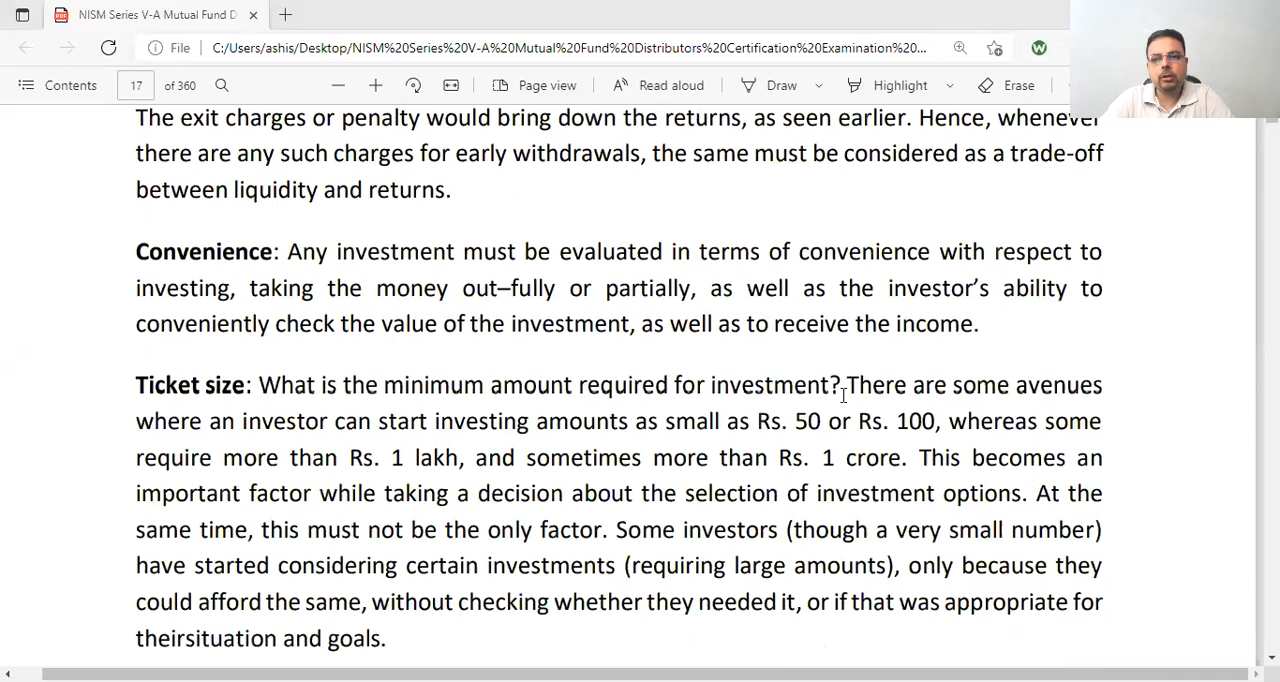 NISM Series V-A Mutual Fund D
File C:/Users/ashis/Desktop/NISM%20Series%20V-A%20Mutual%20Fund%20Distributors%20Certification%20Examination%20...
Contents 17 of 360 Page view Read aloud Draw Highlight Erase
The exit charges or penalty would bring down the returns, as seen earlier. Hence, whenever
there are any such charges for early withdrawals, the same must be considered as a trade-off
between liquidity and returns.
Convenience: Any investment must be evaluated in terms of convenience with respect to
investing, taking the money out–fully or partially, as well as the investor's ability to
conveniently check the value of the investment, as well as to receive the income.
Ticket size: What is the minimum amount required for investment? There are some avenues
where an investor can start investing amounts as small as Rs. 50 or Rs. 100, whereas some
require more than Rs. 1 lakh, and sometimes more than Rs. 1 crore. This becomes an
important factor while taking a decision about the selection of investment options. At the
same time, this must not be the only factor. Some investors (though a very small number)
have started considering certain investments (requiring large amounts), only because they
could afford the same, without checking whether they needed it, or if that was appropriate for
theirsituation and goals.